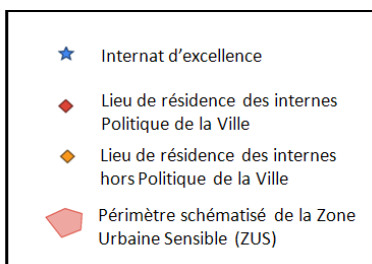 Internat d’excellence
Lieu de résidence des internes
Politique de la Ville
Lieu de résidence des internes
hors Politique de la Ville
Périmètre schématisé de la Zone
Urbaine Sensible (ZUS)